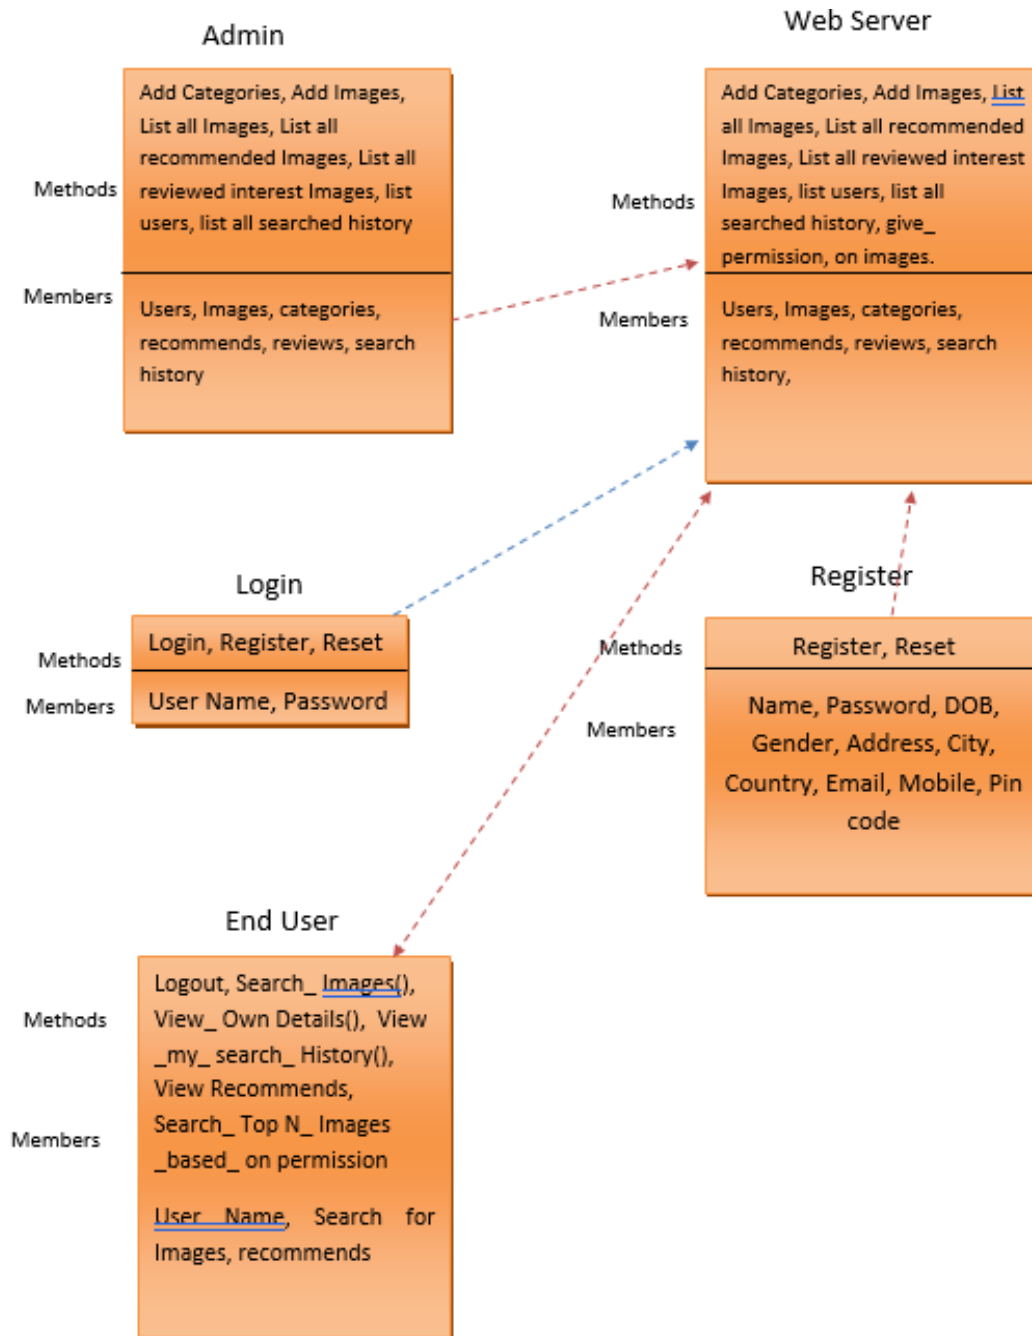 Admin
Methods
Add Categories, Add Images,
List all Images, List all
recommended Images, List all
reviewed interest Images, list
users, list all searched history
Members
Users, Images, categories,
recommends, reviews, search
history
Web Server
Methods
Add Categories, Add Images, List
all Images, List all recommended
Images, List all reviewed interest
Images, list users, list all
searched history, give_
permission, on images.
Members
Users, Images, categories,
recommends, reviews, search
history,
Login
Methods
Login, Register, Reset
Members
User Name, Password
Register
Methods
Register, Reset
Members
Name, Password, DOB,
Gender, Address, City,
Country, Email, Mobile, Pin
code
End User
Methods
Logout, Search_ Images(),
View_ Own Details(), View
_my_ search_ History(),
View Recommends,
Search_ Top N_ Images
_based_ on permission
Members
User Name, Search for
Images, recommends